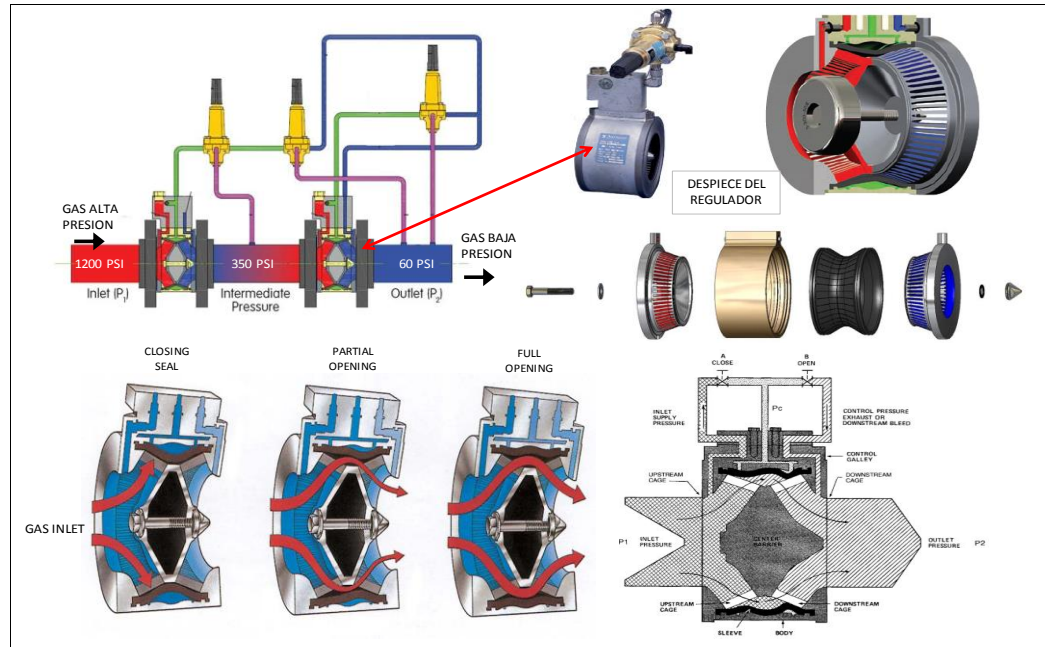 DESPIECE DEL
REGULADOR
GAS ALTA
PRESION
1200 PSI
350 PSI
60 PSI
GAS BAJA
PRESION
Inlet (P₁)
Intermediate
Pressure
Outlet (P₂)
CLOSING
SEAL
PARTIAL
OPENING
FULL
OPENING
GAS INLET
A
CLOSE
B
OPEN
INLET
SUPPLY
PRESSURE
Pc
CONTROL PRESSURE
EXHAUST OR
DOWNSTREAM BLEED
CONTROL
GALLEY
UPSTREAM
CAGE
DOWNSTREAM
CAGE
P1
INLET
PRESSURE
CENTER
BARRIER
OUTLET
PRESSURE
P2
UPSTREAM
CAGE
DOWNSTREAM
CAGE
SLEEVE
BODY